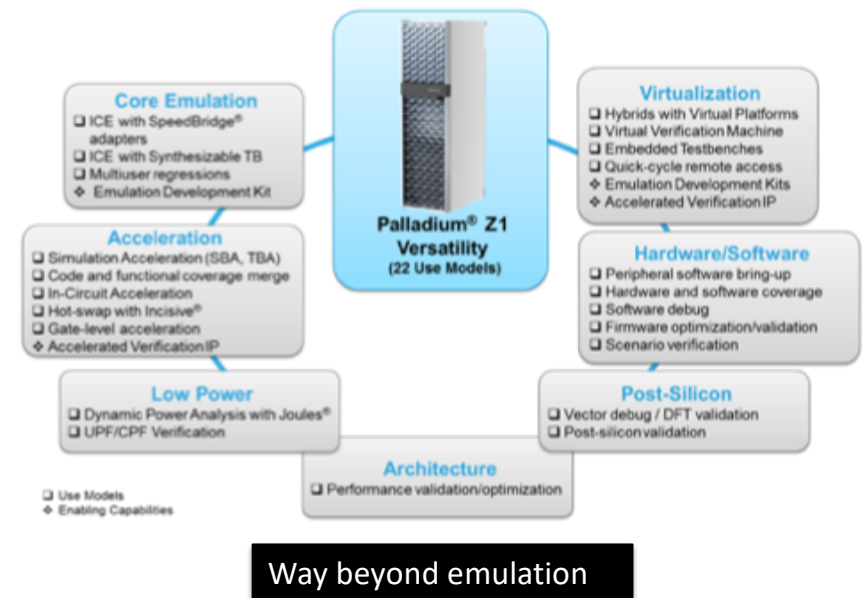 Palladium® Z1
Versatility
(22 Use Models)
Core Emulation
❑ ICE with SpeedBridge®
adapters
❑ ICE with Synthesizable TB
❑ Multiuser regressions
❖ Emulation Development Kit
Acceleration
❑ Simulation Acceleration (SBA, TBA)
❑ Code and functional coverage merge
❑ In-Circuit Acceleration
❑ Hot-swap with Incisive®
❑ Gate-level acceleration
❖ Accelerated Verification IP
Low Power
❑ Dynamic Power Analysis with Joules®
❑ UPF/CPF Verification
Architecture
❑ Performance validation/optimization
Virtualization
❑ Hybrids with Virtual Platforms
❑ Virtual Verification Machine
❑ Embedded Testbenches
❑ Quick-cycle remote access
❖ Emulation Development Kits
❖ Accelerated Verification IP
Hardware/Software
❑ Peripheral software bring-up
❑ Hardware and software coverage
❑ Software debug
❑ Firmware optimization/validation
❑ Scenario verification
Post-Silicon
❑ Vector debug / DFT validation
❑ Post-silicon validation
❑ Use Models
❖ Enabling Capabilities
Way beyond emulation